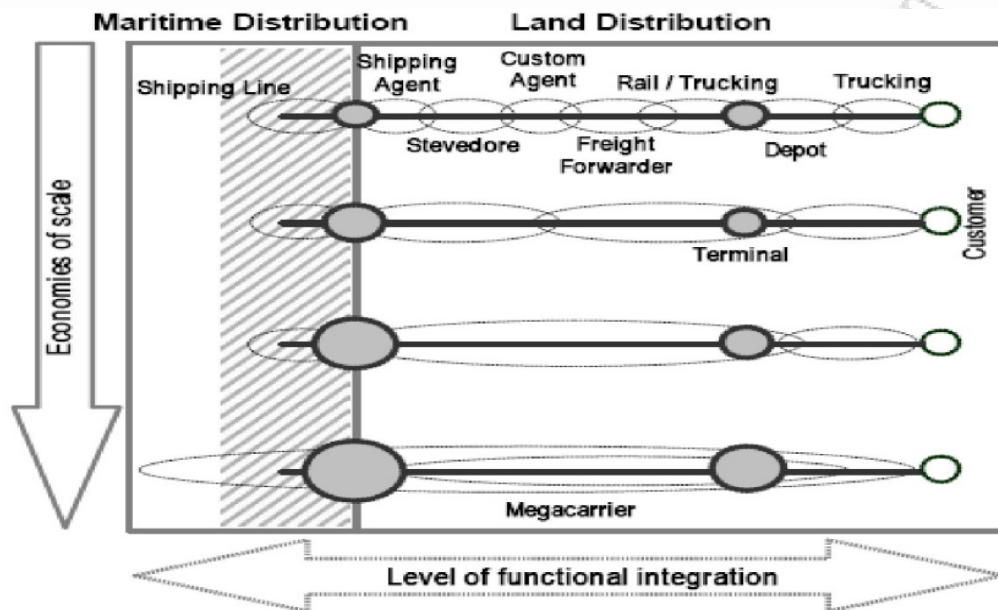 Maritime Distribution
Land Distribution
Shipping Line
Shipping
Agent
Custom
Agent
Rail / Trucking
Trucking
Stevedore
Freight
Forwarder
Depot
Economies of scale
Customer
Terminal
Megacarrier
Level of functional integration